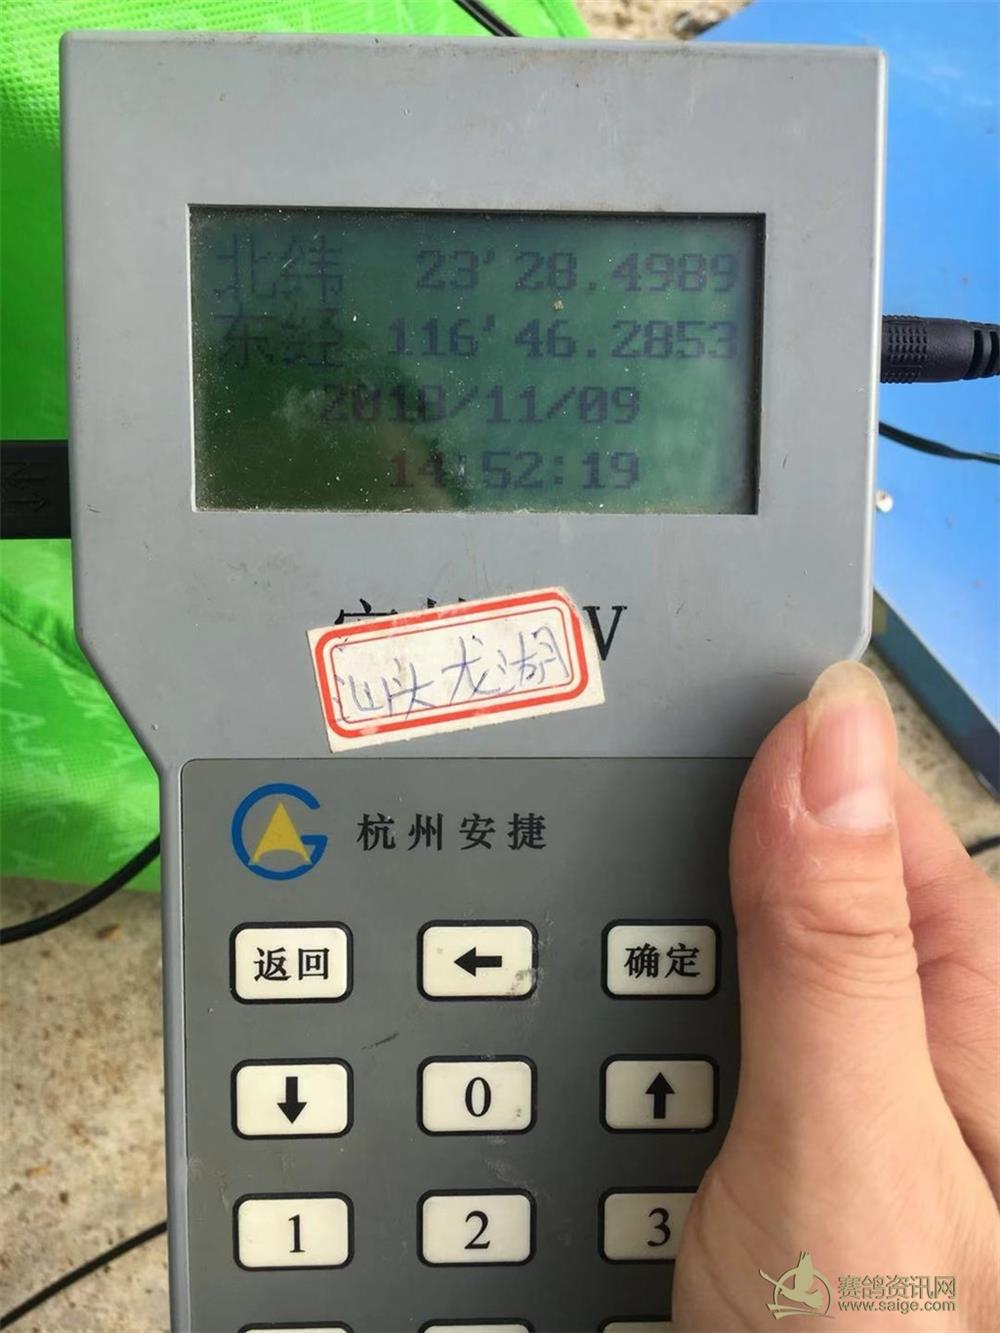 北纬 23'28.4989
东经 116'46.2853
2018/11/09
14:52:19
V
汕头龙湖
杭州安捷
返回 ← 确定
↓ 0 ↑
1 2 3
赛鸽资讯网
www.saige.com